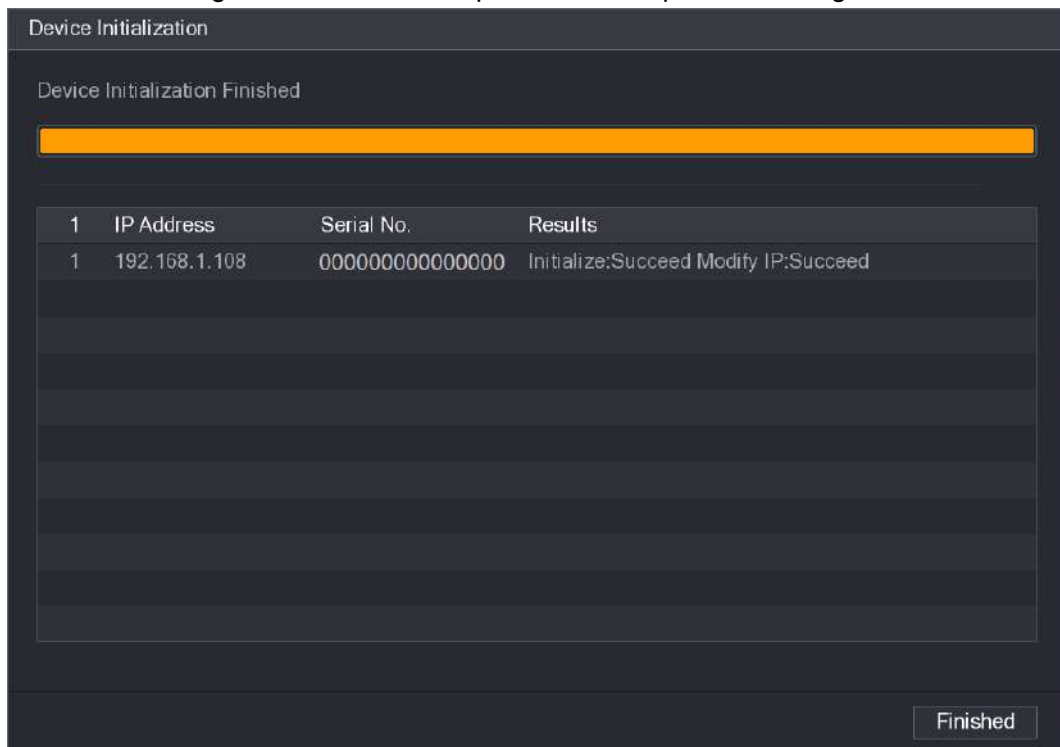 Device Initialization
Device Initialization Finished
1 IP Address Serial No. Results
1 192.168.1.108 000000000000000 Initialize:Succeed Modify IP:Succeed
Finished